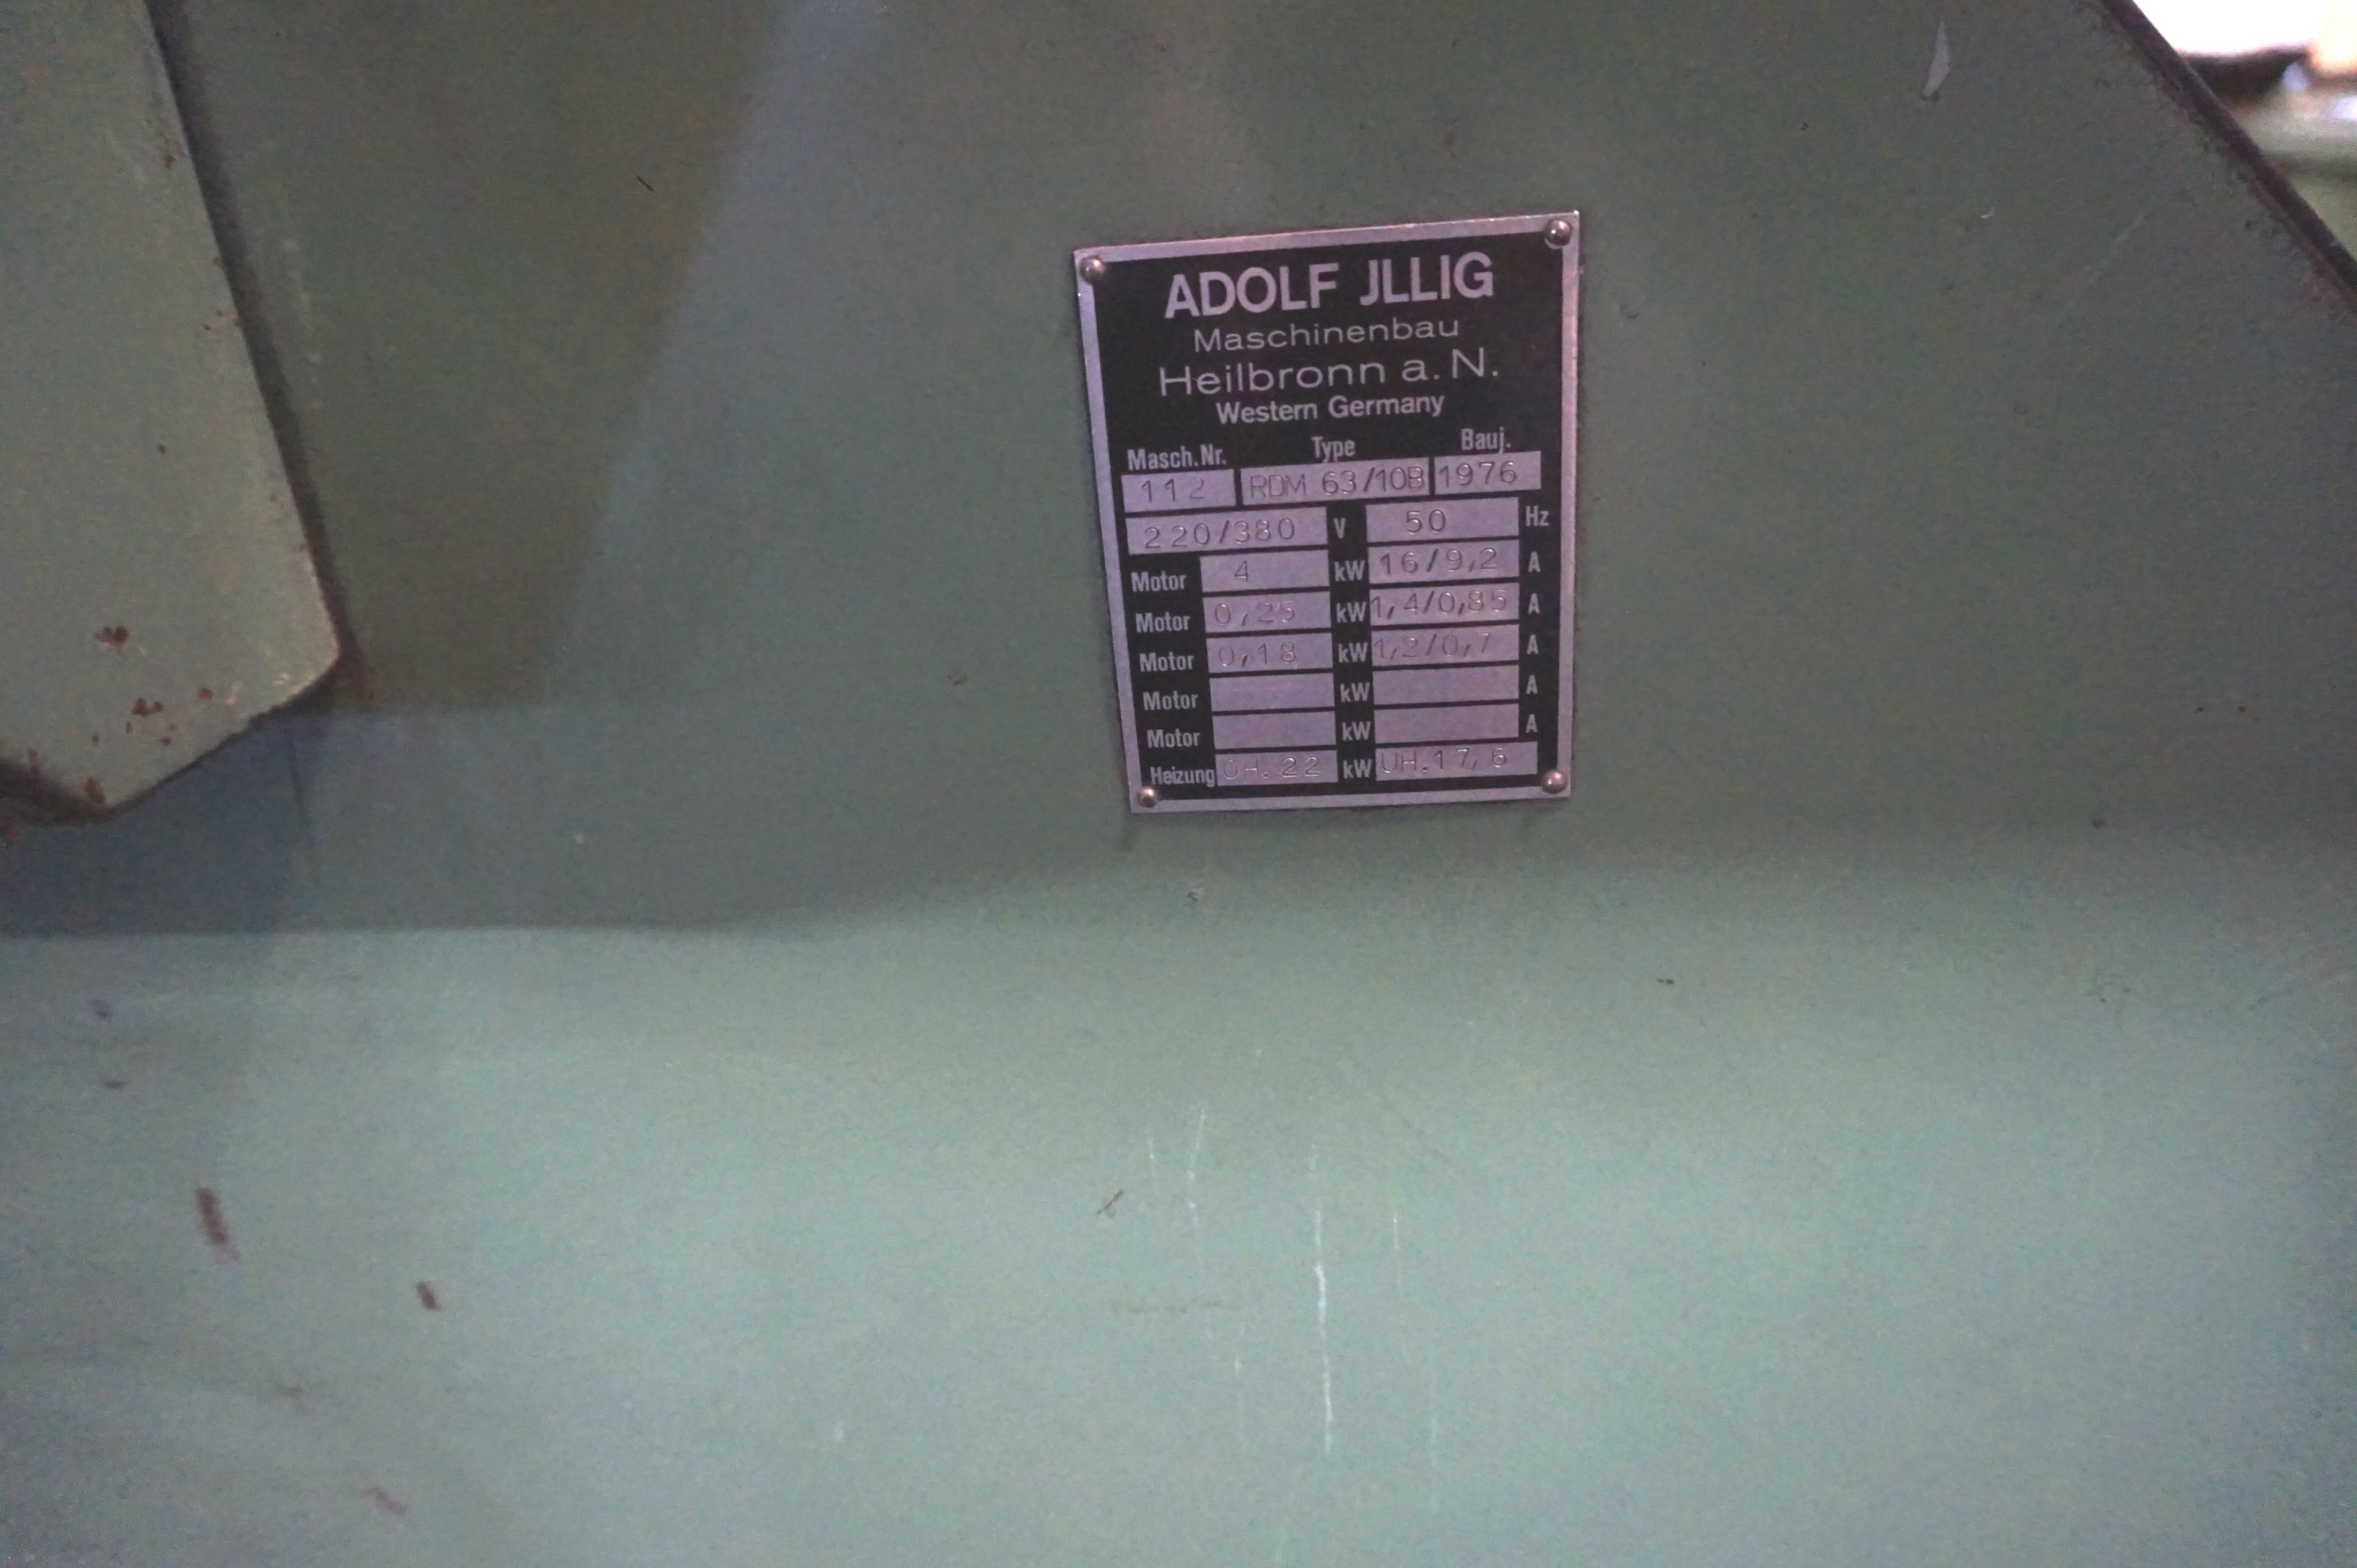 ADOLF JLLIG
Maschinenbau
Heilbronn a. N.
Western Germany
Masch.Nr. Type Bauj.
112 RDM 63/10B 1976
220/380 V 50 Hz
Motor 4 kW 16/9,2 A
Motor 0,25 kW 1,4/0,85 A
Motor 0,18 kW 1,2/0,7 A
Motor kW A
Motor kW A
Heizung OH. 22 kW UH. 17,6